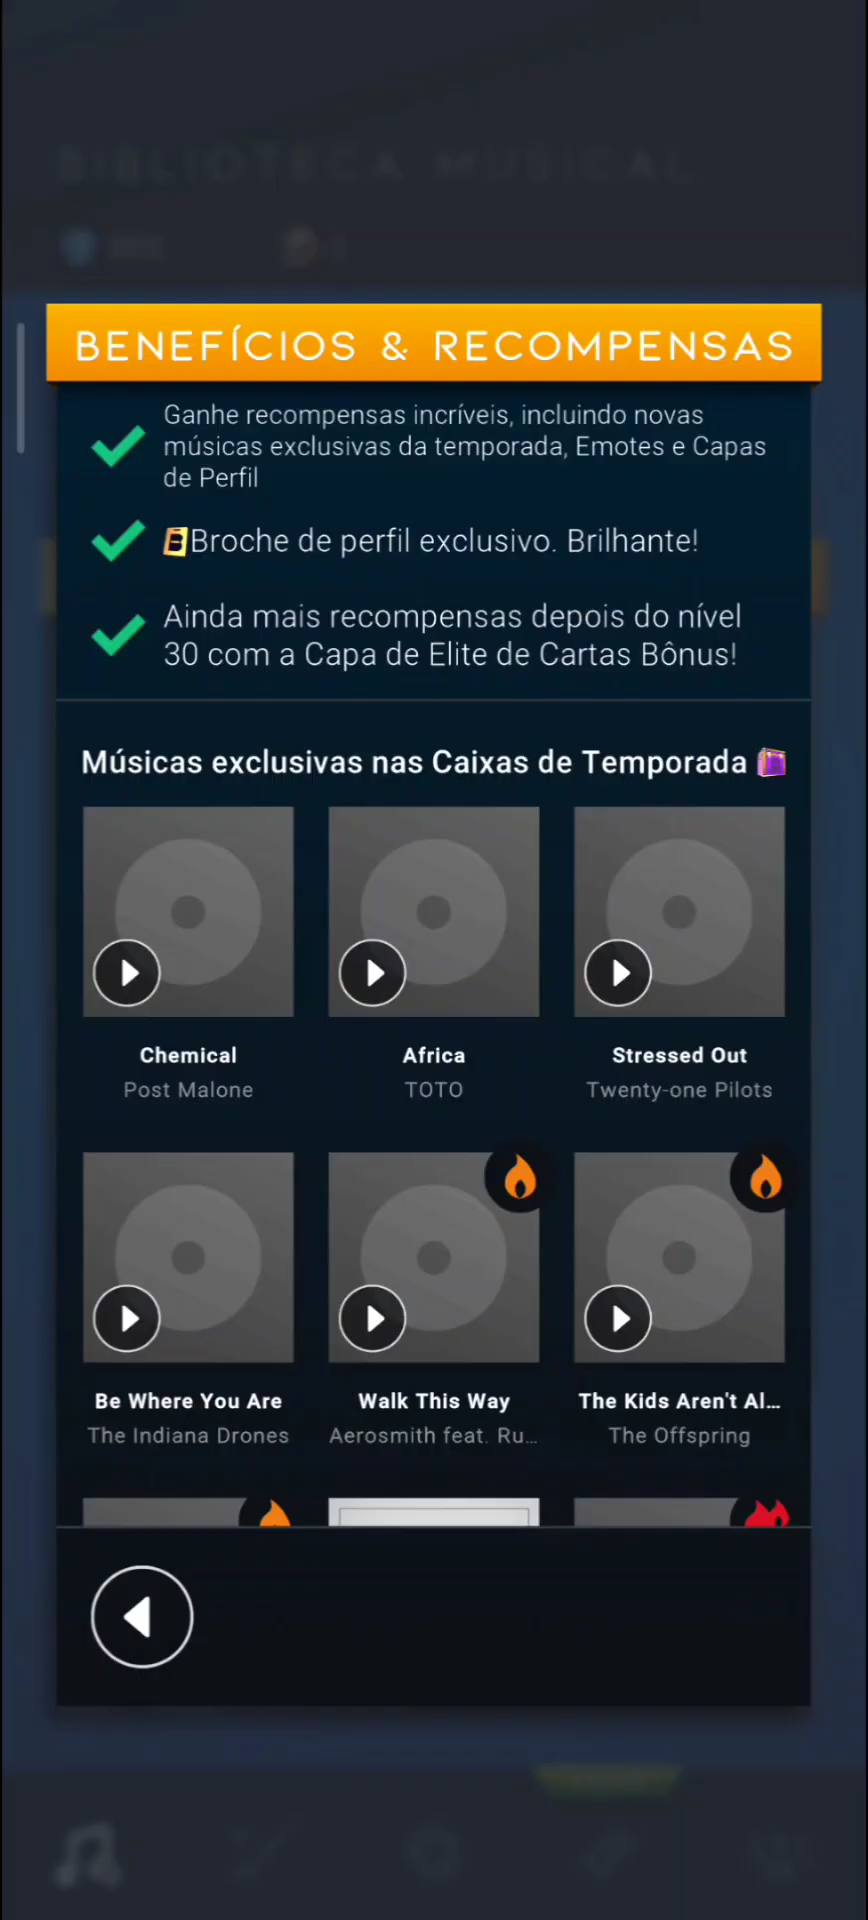 BIBLIOTECA MUSICAL
BENEFÍCIOS & RECOMPENSAS
Ganhe recompensas incríveis, incluindo novas
músicas exclusivas da temporada, Emotes e Capas
de Perfil
Broche de perfil exclusivo. Brilhante!
Ainda mais recompensas depois do nível
30 com a Capa de Elite de Cartas Bônus!
Músicas exclusivas nas Caixas de Temporada
Chemical Africa Stressed Out
Post Malone TOTO Twenty-one Pilots
Be Where You Are Walk This Way The Kids Aren't Al...
The Indiana Drones Aerosmith feat. Ru... The Offspring